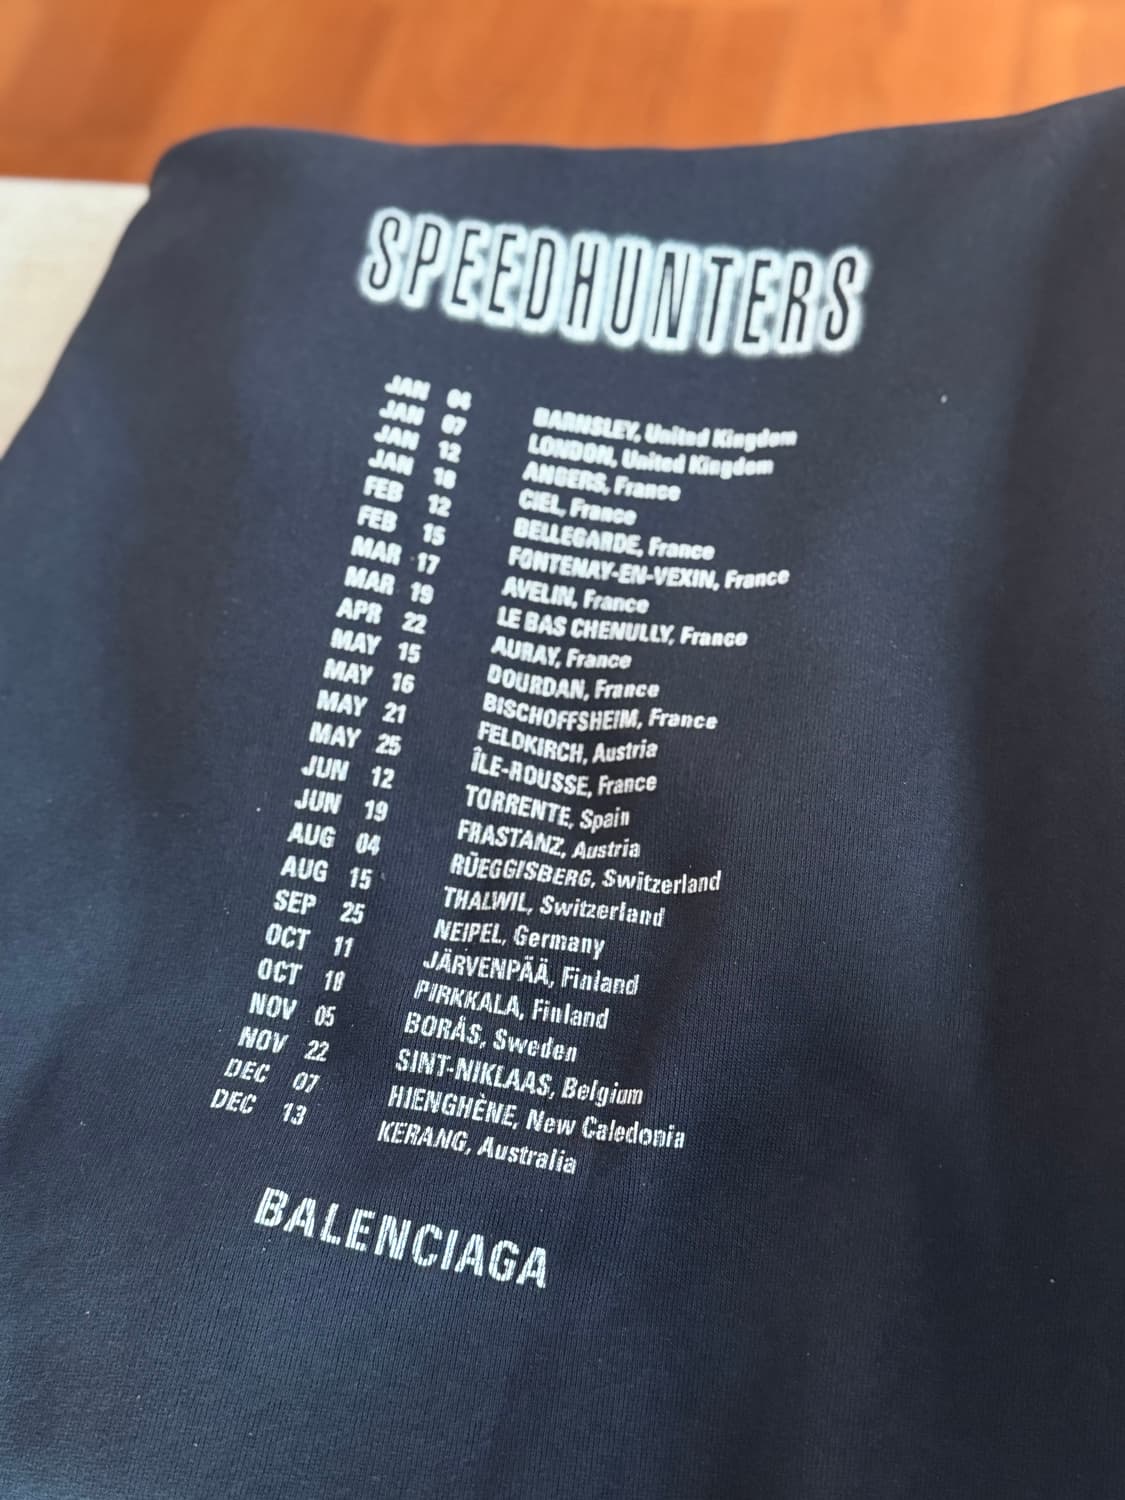 SPEEDHUNTERS
JAN 04 BARNSLEY, United Kingdom
JAN 07 LONDON, United Kingdom
JAN 12 ANGERS, France
JAN 18 CIEL, France
FEB 12 BELLEGARDE, France
FEB 15 FONTENAY-EN-VEXIN, France
MAR 17 AVELIN, France
MAR 19 LE BAS CHENULLY, France
APR 22 AURAY, France
MAY 15 DOURDAN, France
MAY 16 BISCHOFFSHEIM, France
MAY 21 FELDKIRCH, Austria
MAY 25 ÎLE-ROUSSE, France
JUN 12 TORRENTE, Spain
JUN 19 FRASTANZ, Austria
AUG 04 RÜEGGISBERG, Switzerland
AUG 15 THALWIL, Switzerland
SEP 25 NEIPEL, Germany
OCT 11 JÄRVENPÄÄ, Finland
OCT 18 PIRKKALA, Finland
NOV 05 BORÅS, Sweden
NOV 22 SINT-NIKLAAS, Belgium
DEC 07 HIENGHÈNE, New Caledonia
DEC 13 KERANG, Australia
BALENCIAGA